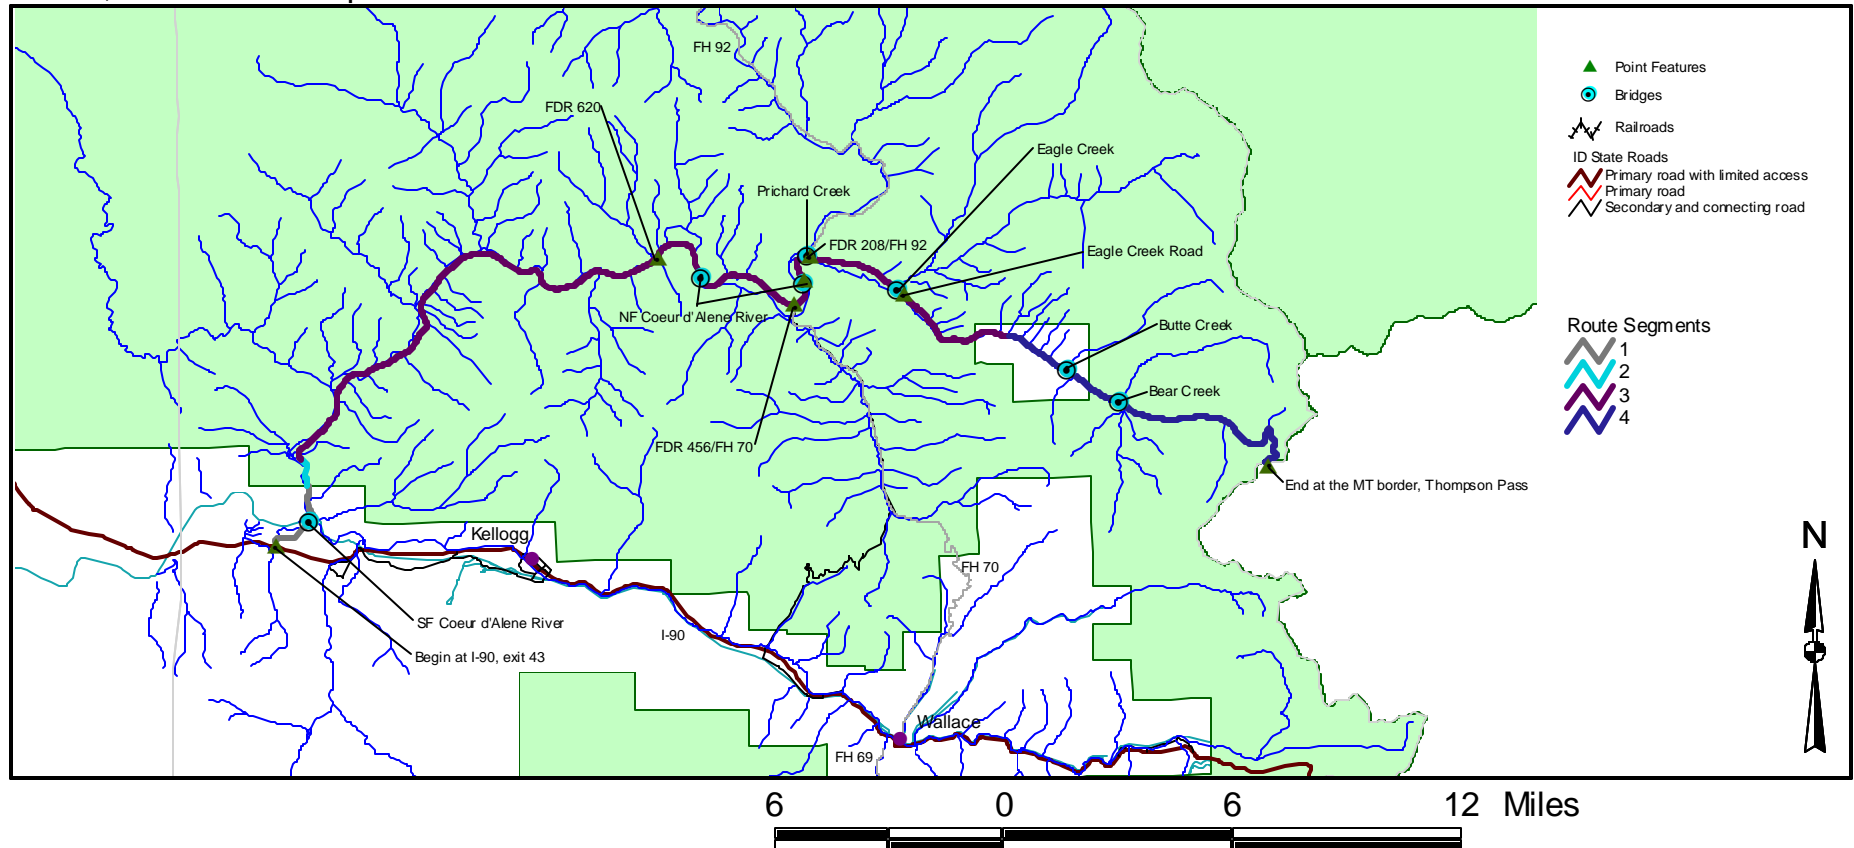 FH 92
Point Features
Bridges
FDR 620
Railroads
Eagle Creek
ID State Roads
Primary road with limited access
Prichard Creek
Primary road
Secondary and connecting road
FDR 208/FH 92
Eagle Creek Road
NF Coeur d'Alene River
Butte Creek
Route Segments
1
2
Bear Creek
3
4
FDR 456/FH 70
End at the MT border, Thompson Pass
Kellogg
N
FH 70
SF Coeur d'Alene River
I-90
Begin at I-90, exit 43
Wallace
FH 69
6 0 6 12 Miles